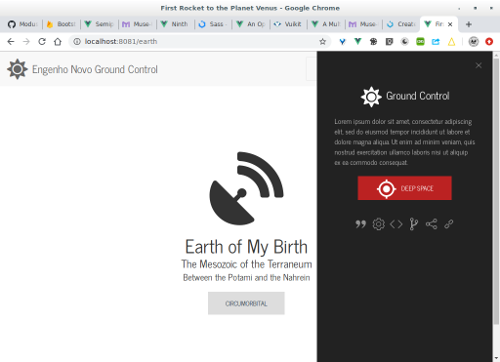 First Rocket to the Planet Venus - Google Chrome
Modu
Boots
Semip
Muse
Ninth
Sass
An Op
Vulkit
A Mul
Muse
Creat
Fir
localhost:8081/earth
Engenho Novo Ground Control
Earth of My Birth
The Mesozoic of the Terraneum
Between the Potami and the Nahrein
CIRCUMORBITAL
Ground Control
Lorem ipsum dolor sit amet, consectetur adipiscing
elit, sed do eiusmod tempor incididunt ut labore et
dolore magna aliqua. Ut enim ad minim veniam, quis
nostrud exercitation ullamco laboris nisi ut aliquip
ex ea commodo consequat.
DEEP SPACE